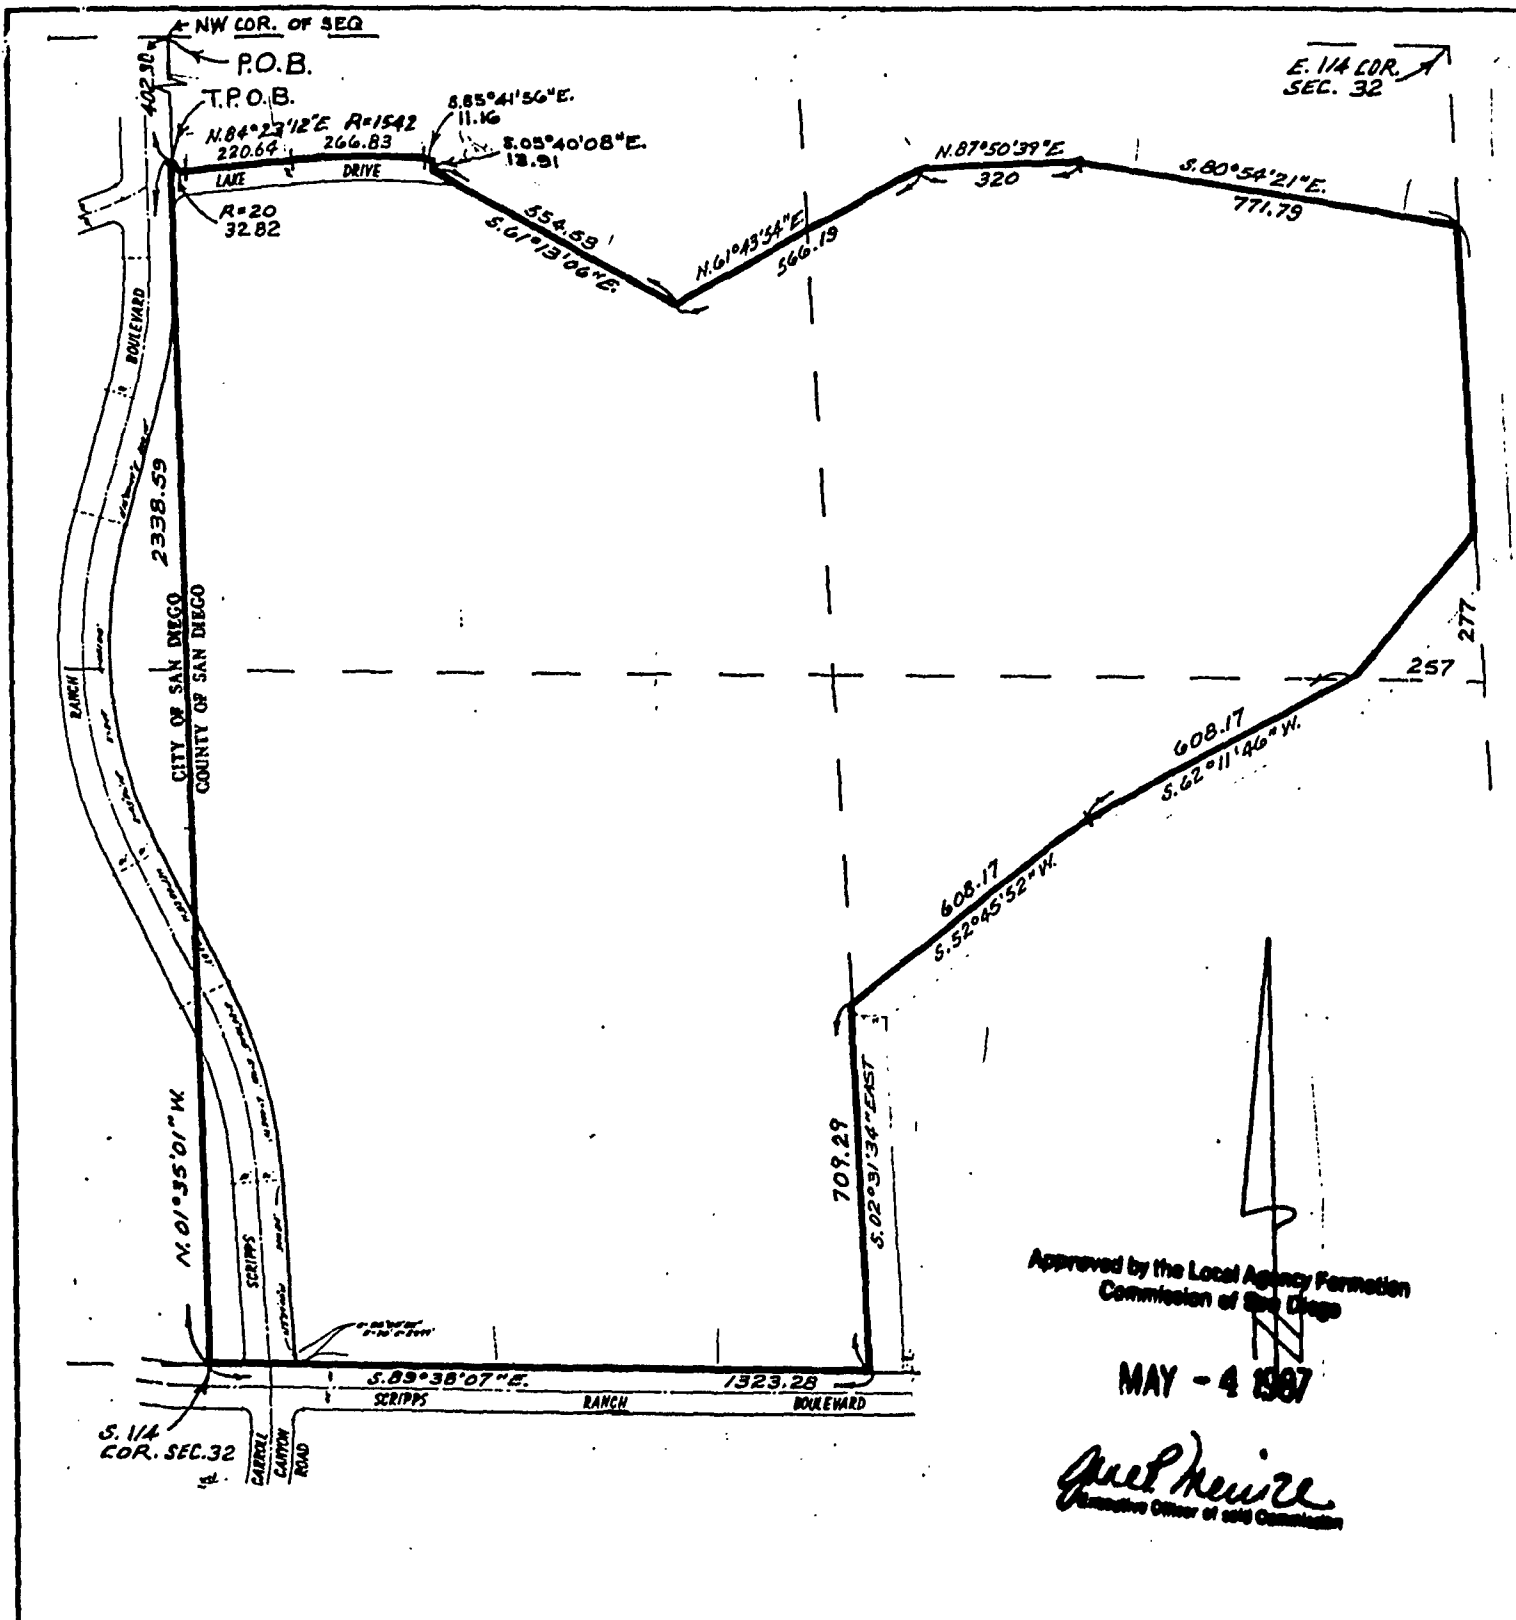 NW COR. OF SEQ
P.O.B.
T.P.O.B.
402.30
N.84°23'12"E
220.64
R=1542
266.83
S.85°41'56"E.
11.16
S.05°40'08"E.
LAKE
DRIVE
R=20
32.82
554.53
S.61°13'06"E.
N.61°43'54"E.
566.19
N.87°50'39"E.
320
S.80°54'21"E.
771.79
E. 1/4 COR.
SEC. 32
BOULEVARD
2338.59
CITY OF SAN DIEGO
COUNTY OF SAN DIEGO
RANCH
277
257
608.17
S.62°11'46"W.
608.17
S.52°45'52"W.
709.29
S.02°31'34"EAST
N.01°35'01"W.
SCRIPPS
S.89°38'07"E.
1323.28
SCRIPPS
RANCH
BOULEVARD
S. 1/4
COR. SEC.32
CARROLL
CANYON
ROAD
Approved by the Local Agency Formation
Commission of San Diego
MAY - 4 1987
Executive Officer of said Commission